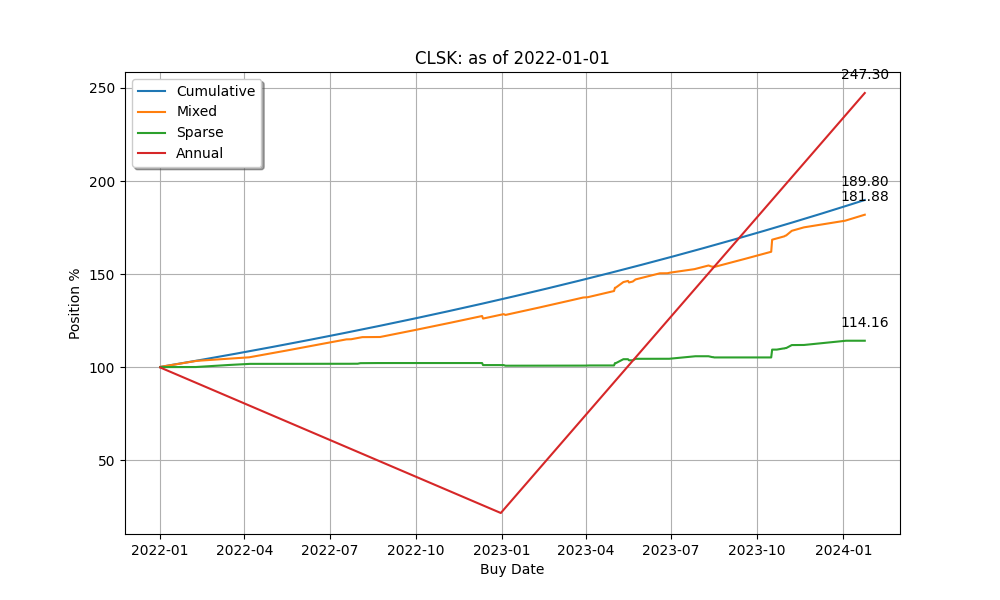 CLSK: as of 2022-01-01
Cumulative
Mixed
Sparse
Annual
247.30
189.80
181.88
114.16
250
200
150
100
50
Position %
2022-01 2022-04 2022-07 2022-10 2023-01 2023-04 2023-07 2023-10 2024-01
Buy Date